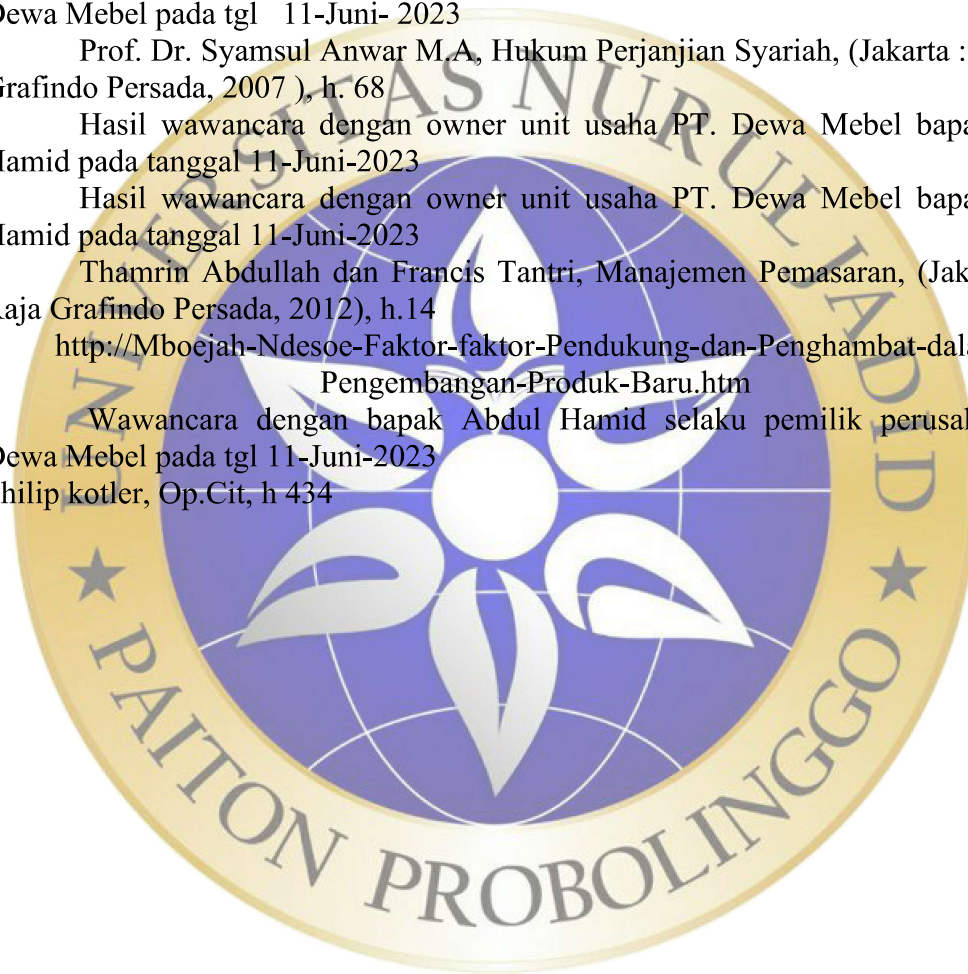 Dewa Mebel pada tgl 11-Juni- 2023
Prof. Dr. Syamsul Anwar M.A, Hukum Perjanjian Syariah, (Jakarta :
Grafindo Persada, 2007 ), h. 68
Hasil wawancara dengan owner unit usaha PT. Dewa Mebel bapa
Hamid pada tanggal 11-Juni-2023
Hasil wawancara dengan owner unit usaha PT. Dewa Mebel bapa
Hamid pada tanggal 11-Juni-2023
Thamrin Abdullah dan Francis Tantri, Manajemen Pemasaran, (Jak
Raja Grafindo Persada, 2012), h.14
http://Mboejah-Ndesoe-Faktor-faktor-Pendukung-dan-Penghambat-dala
Pengembangan-Produk-Baru.htm
Wawancara dengan bapak Abdul Hamid selaku pemilik perusal
Dewa Mebel pada tgl 11-Juni-2023
hilip kotler, Op.Cit, h 434
UNIVERSITAS NURUL JADID
PAITON PROBOLINGGO